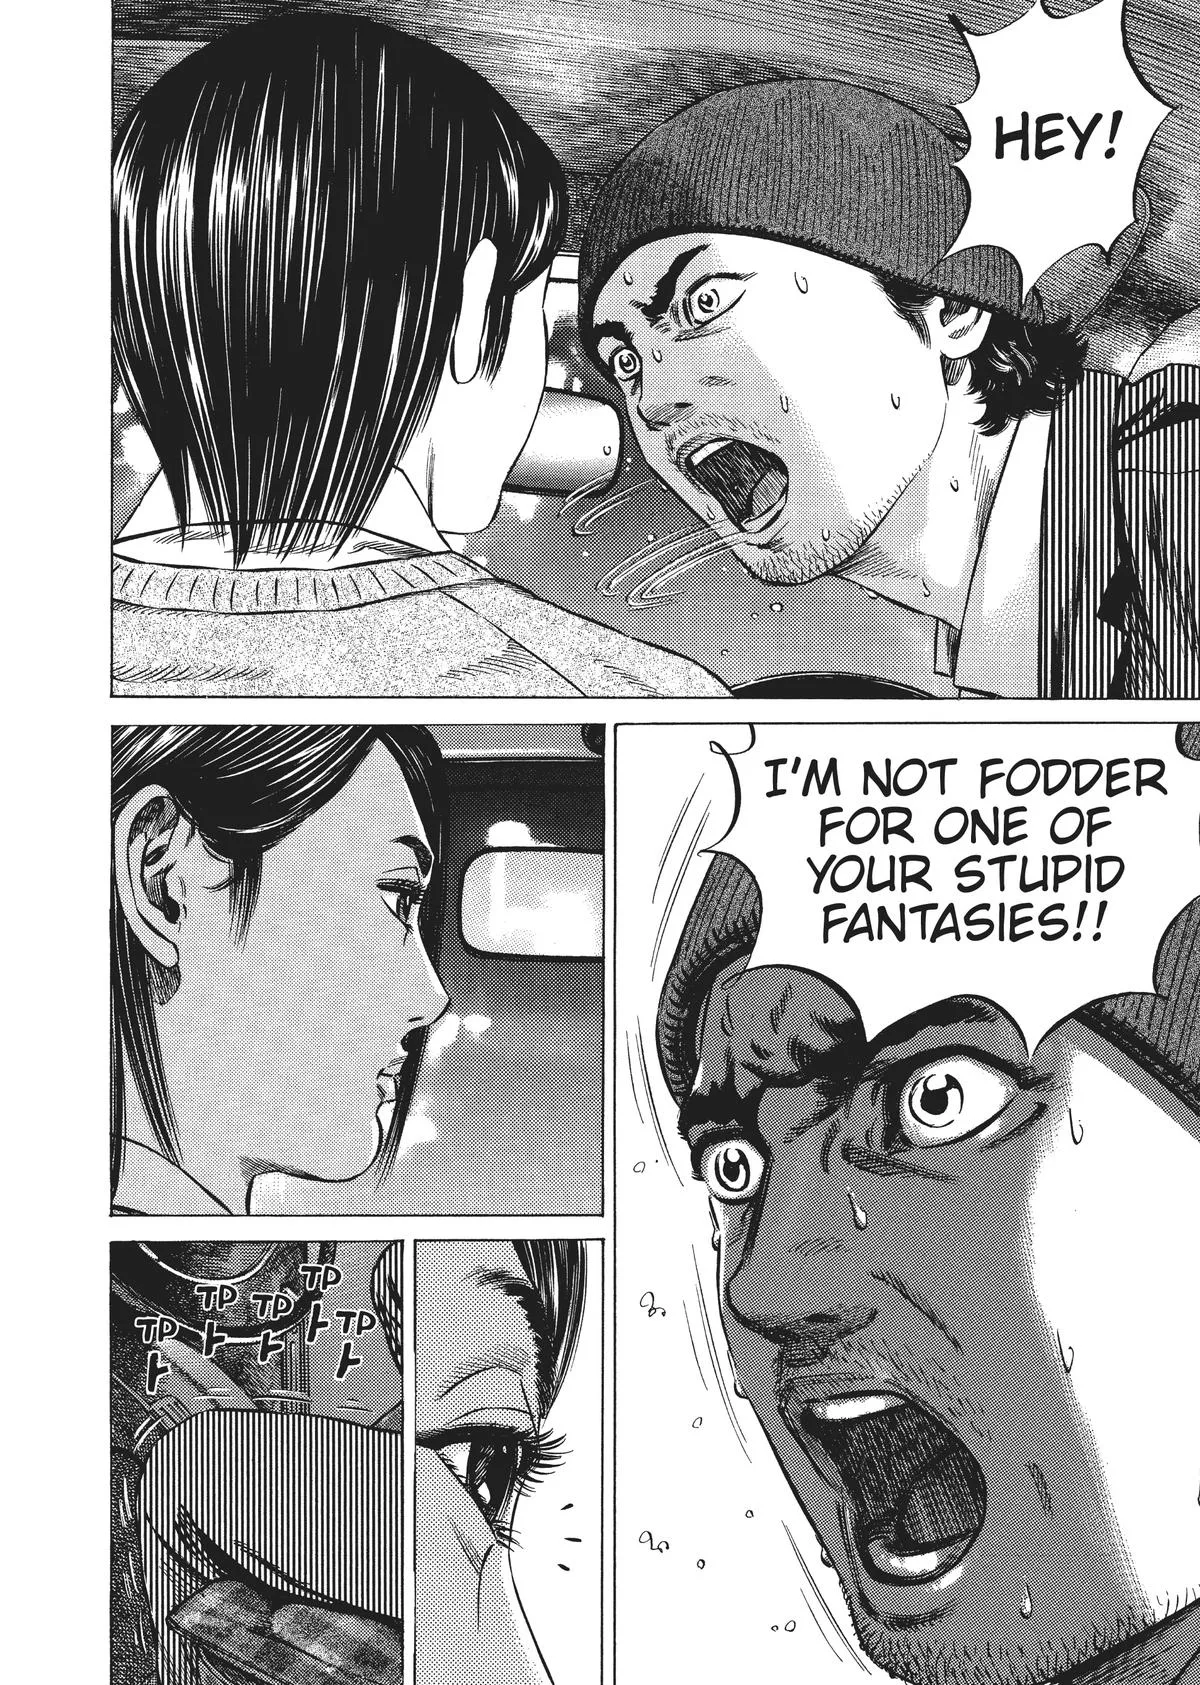 HEY!
I'M NOT FODDER
FOR ONE OF
YOUR STUPID
FANTASIES!!
TP
ト
TP
ト
TP
ト
TP
ト
TP
ト